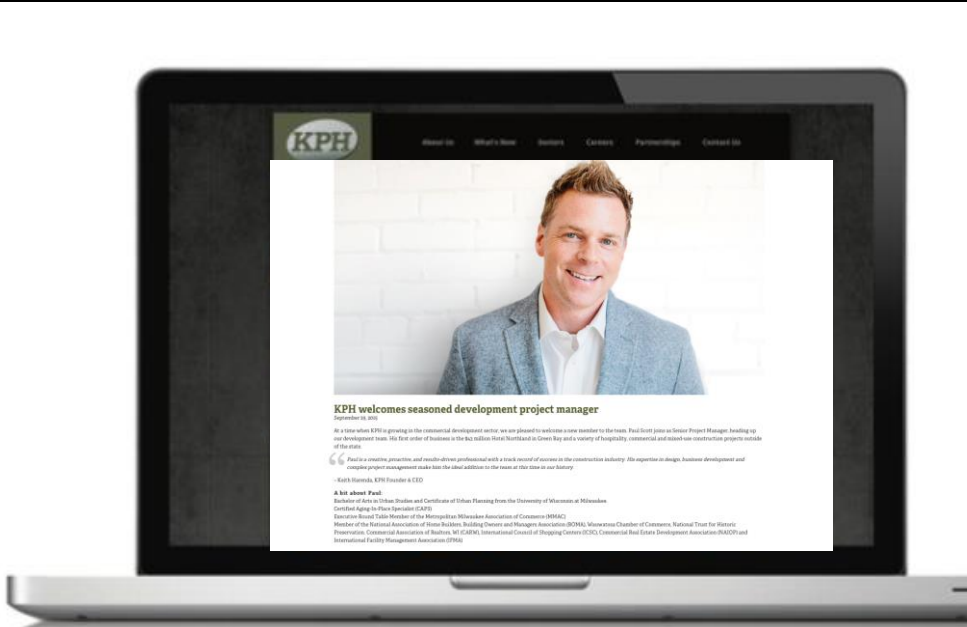 KPH
About Us What's New Sectors Careers Partnerships Contact Us
KPH welcomes seasoned development project manager
September 19, 2015
At a time when KPH is growing in the commercial development sector, we are pleased to welcome a new member to the team. Paul Scott joins as Senior Project Manager, heading up
our development team. His first order of business is the $43 million Hotel Northland in Green Bay and a variety of hospitality, commercial and mixed-use construction projects outside
of the state.
“ Paul is a creative, proactive, and results-driven professional with a track record of success in the construction industry. His expertise in design, business development and
complex project management make him the ideal addition to the team at this time in our history.
- Keith Harenda, KPH Founder & CEO
A bit about Paul:
Bachelor of Arts in Urban Studies and Certificate of Urban Planning from the University of Wisconsin at Milwaukee
Certified Aging-In-Place Specialist (CAPS)
Executive Round Table Member of the Metropolitan Milwaukee Association of Commerce (MMAC)
Member of the National Association of Home Builders, Building Owners and Managers Association (BOMA), Wauwatosa Chamber of Commerce, National Trust for Historic
Preservation, Commercial Association of Realtors, WI (CARW), International Council of Shopping Centers (ICSC), Commercial Real Estate Development Association (NAIOP) and
International Facility Management Association (IFMA)